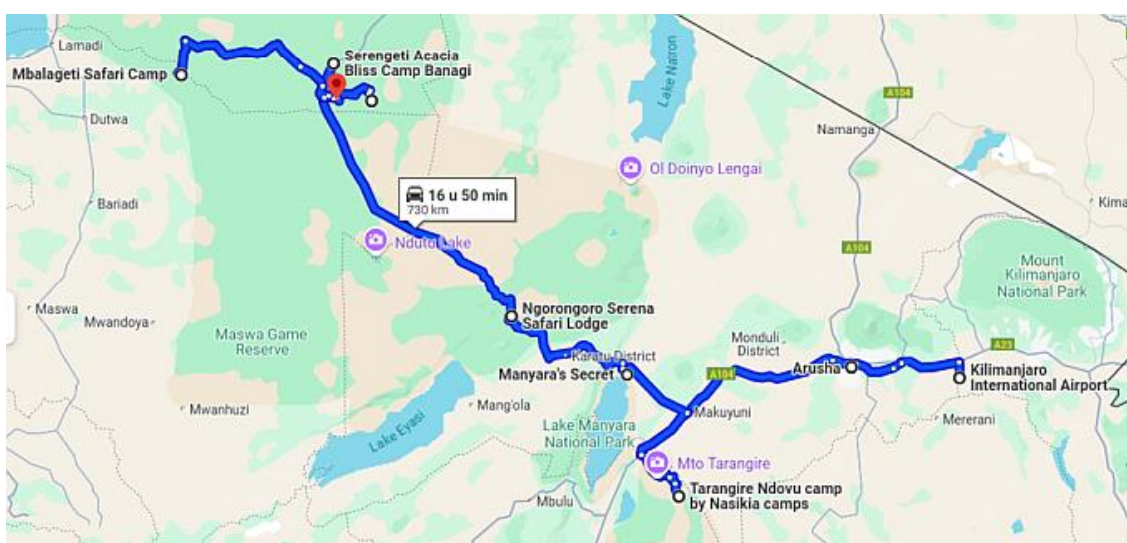 Lamadi
Mbalageti Safari Camp
Serengeti Acacia
Bliss Camp Banagi
Lake Natron
A104
Namanga
Dutwa
Ol Doinyo Lengai
16 u 50 min
730 km
Bariadi
Kima
Nduto Lake
A104
Mount
Kilimanjaro
National Park
Maswa
Mwandoya
Ngorongoro Serena
Safari Lodge
Maswa Game
Reserve
Monduli
District
A23
Karatu District
Arusha
Manyara's Secret
A104
Kilimanjaro
International Airport...
Mwanhuzi
Mang'ola
Makuyuni
Mererani
Lake Eyasi
Lake Manyara
National Park
Mto Tarangire
Mbulu
Tarangire Ndovu camp
by Nasikia camps